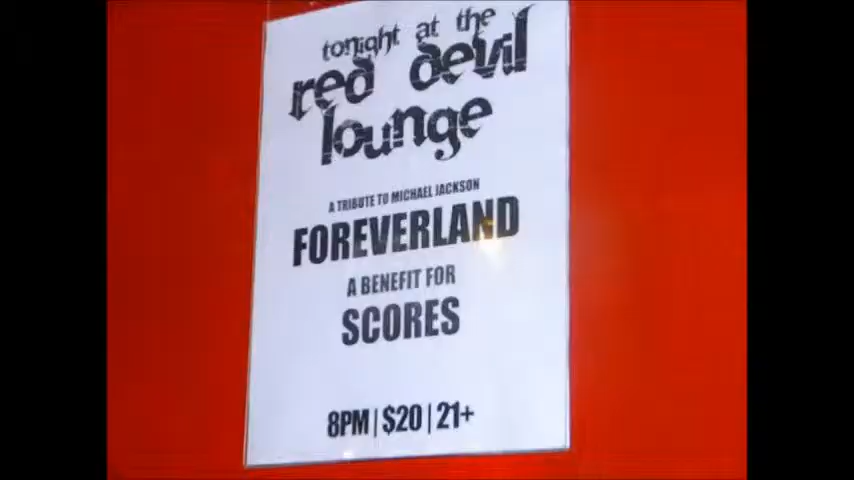 tonight at the
red devil
lounge
A TRIBUTE TO MICHAEL JACKSON
FOREVERLAND
A BENEFIT FOR
SCORES
8PM | $20 | 21+